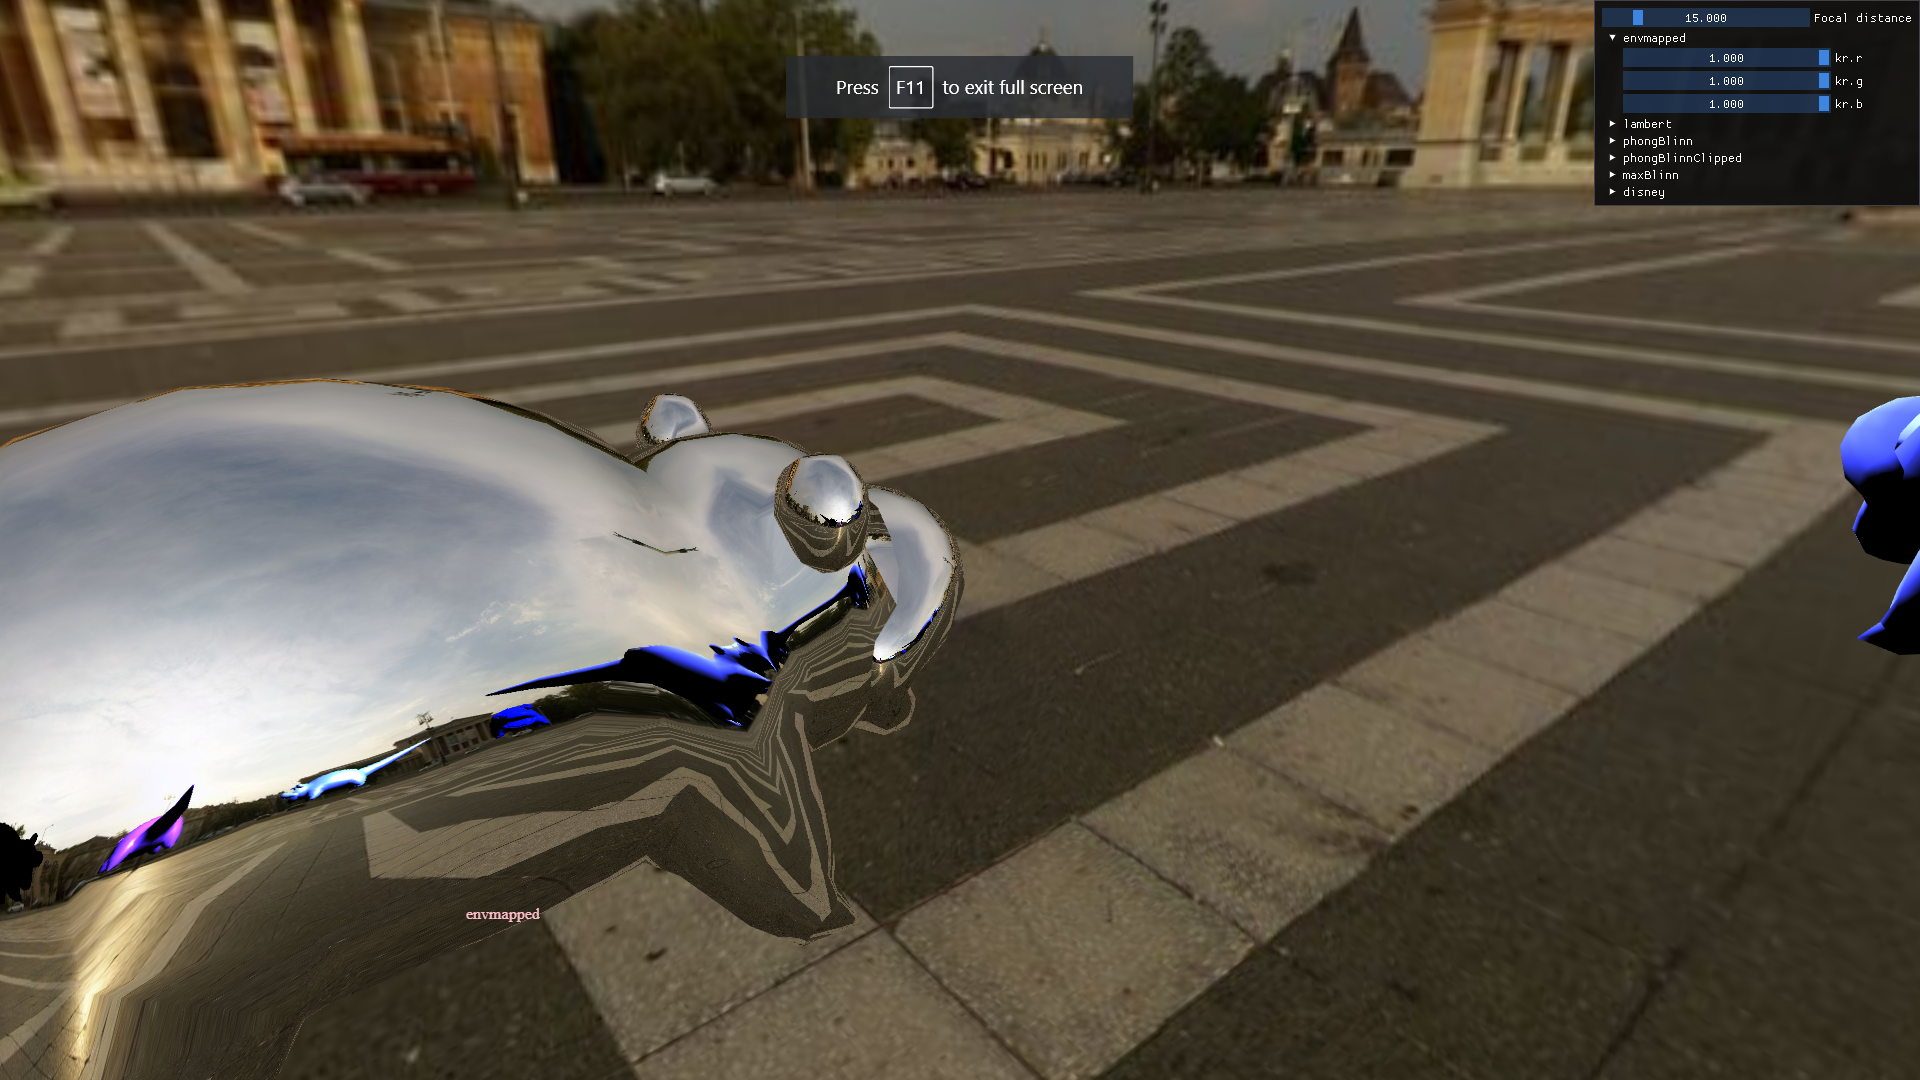 Press F11 to exit full screen
15.000 Focal distance
envmapped
1.000 kr.r
1.000 kr.g
1.000 kr.b
lambert
phongBlinn
phongBlinnClipped
maxBlinn
disney
envmapped